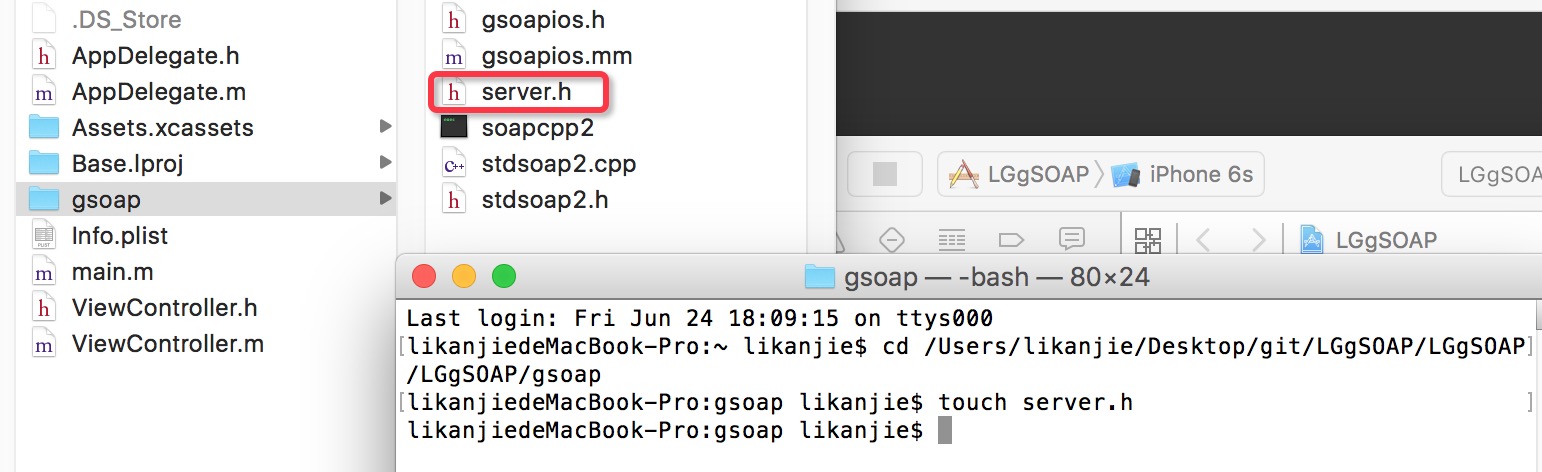 .DS_Store
AppDelegate.h
AppDelegate.m
Assets.xcassets
Base.lproj
gsoap
Info.plist
main.m
ViewController.h
ViewController.m
gsoapios.h
gsoapios.mm
server.h
soapcpp2
stdsoap2.cpp
stdsoap2.h
LGgSOAP iPhone 6s LGgSOA
LGgSOAP
gsoap — -bash — 80×24
Last login: Fri Jun 24 18:09:15 on ttys000
[likanjiedeMacBook-Pro:~ likanjie$ cd /Users/likanjie/Desktop/git/LGgSOAP/LGgSOAP]
/LGgSOAP/gsoap
[likanjiedeMacBook-Pro:gsoap likanjie$ touch server.h ]
likanjiedeMacBook-Pro:gsoap likanjie$